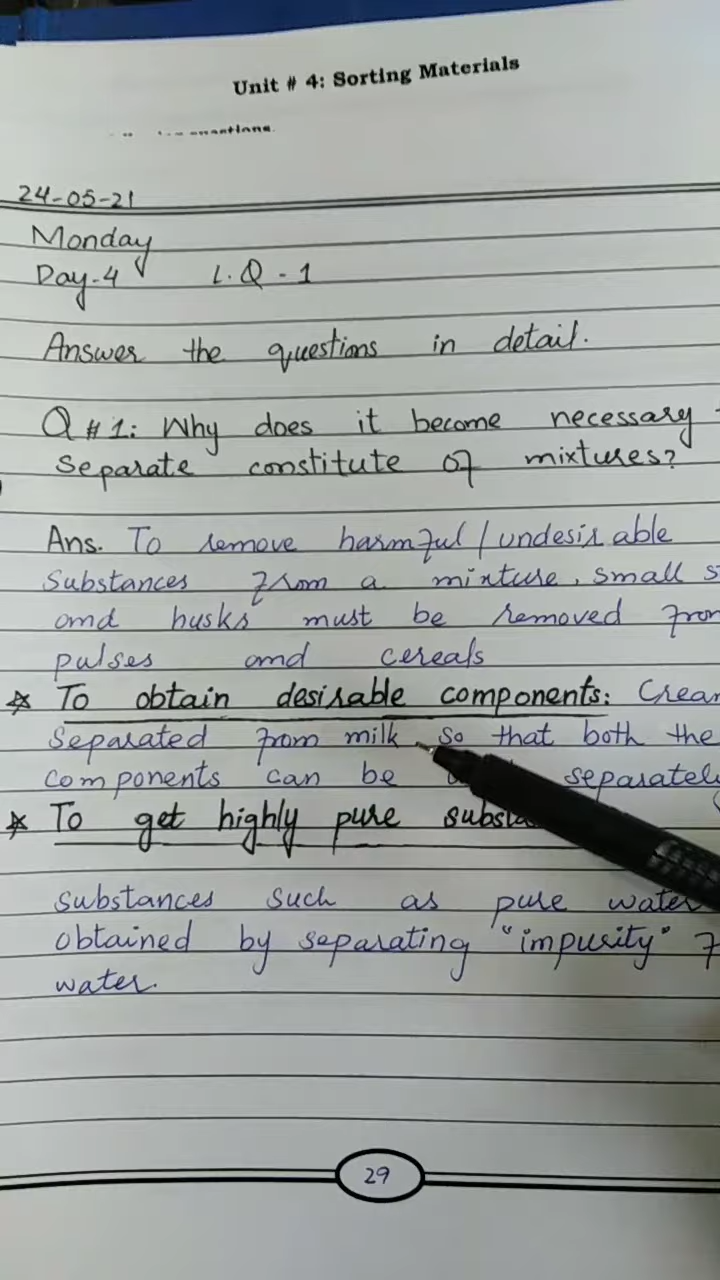 Unit # 4: Sorting Materials
24-05-21
Monday
Day-4 L.Q - 1
Answer the questions in detail.
Q # 1: Why does it become necessary
Separate constitute of mixtures?
Ans. To remove harmful/undesirable
Substances from a mixture, small
and husks must be removed from
pulses and cereals
☆ To obtain desirable components: Cream
Separated from milk so that both the
components can be separately
☆ To get highly pure
Substances such as pure water
obtained by separating "impurity"
water.
29